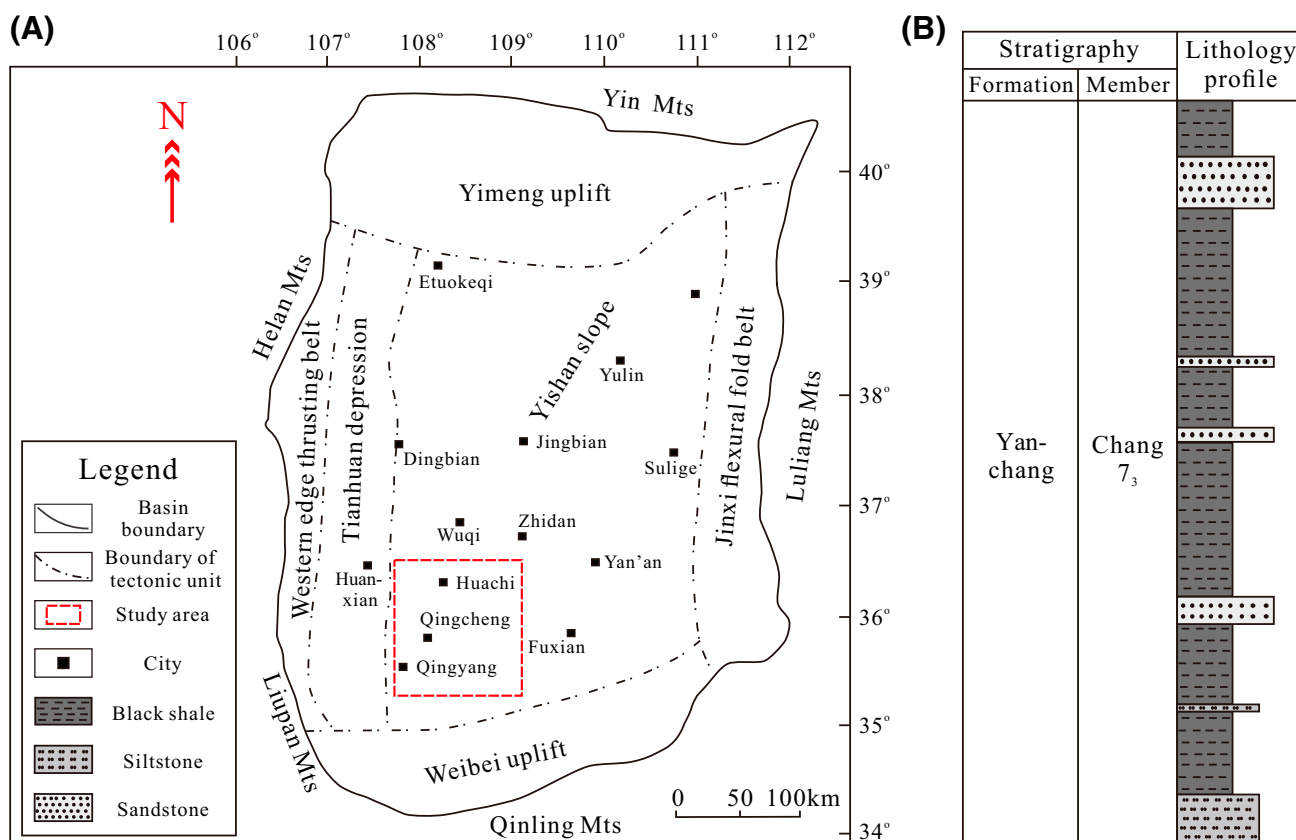 (A)
106° 107° 108° 109° 110° 111° 112°
N
Yin Mts
40°
Yimeng uplift
39°
Etuokeqi
Helan Mts
Western edge thrusting belt
Tianhuan depression
Yishan slope
Jinxi flexural fold belt
Luliang Mts
Yulin
38°
Jingbian
Dingbian
Sulige
37°
Wuqi
Zhidan
Yan'an
Huan-
xian
Huachi
36°
Qingcheng
Fuxian
Qingyang
35°
Liupan Mts
Weibei uplift
0 50 100km
Qinling Mts
34°
Legend
Basin
boundary
Boundary of
tectonic unit
Study area
City
Black shale
Siltstone
Sandstone
(B)
Stratigraphy
Lithology
profile
Formation
Member
Yan-
chang
Chang
7₃